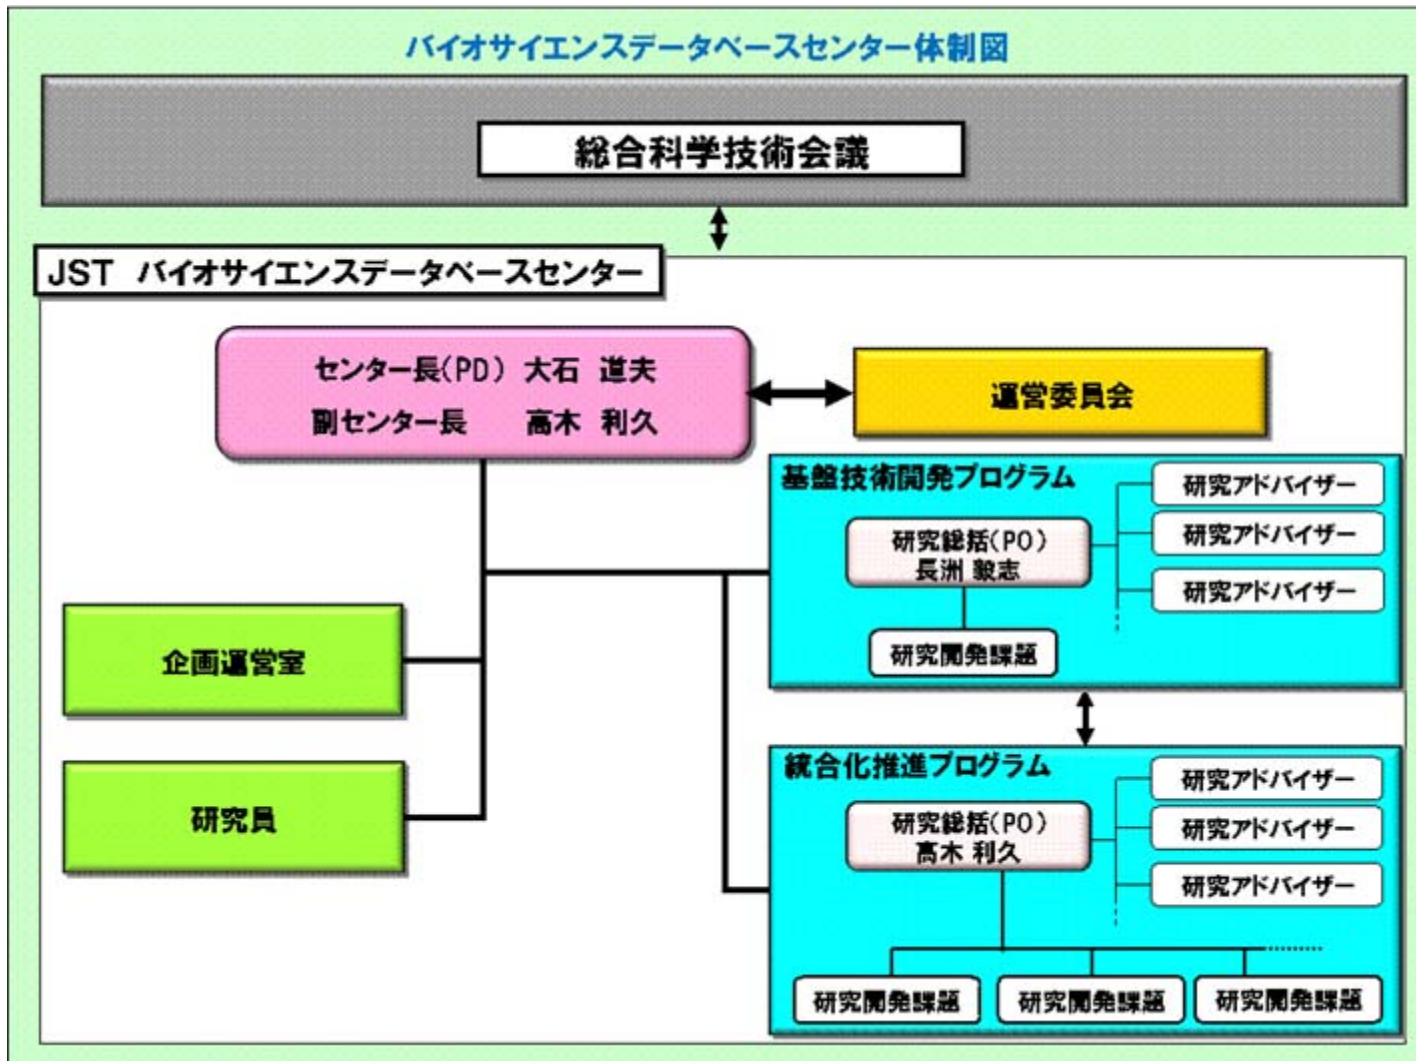 バイオサイエンスデータベースセンター体制図
総合科学技術会議
JST バイオサイエンスデータベースセンター
センター長(PD) 大石 道夫
副センター長 高木 利久
運営委員会
基盤技術開発プログラム
研究総括(PO)
長洲 毅志
研究アドバイザー
研究アドバイザー
研究アドバイザー
研究開発課題
企画運営室
研究員
統合化推進プログラム
研究総括(PO)
高木 利久
研究アドバイザー
研究アドバイザー
研究アドバイザー
研究開発課題
研究開発課題
研究開発課題